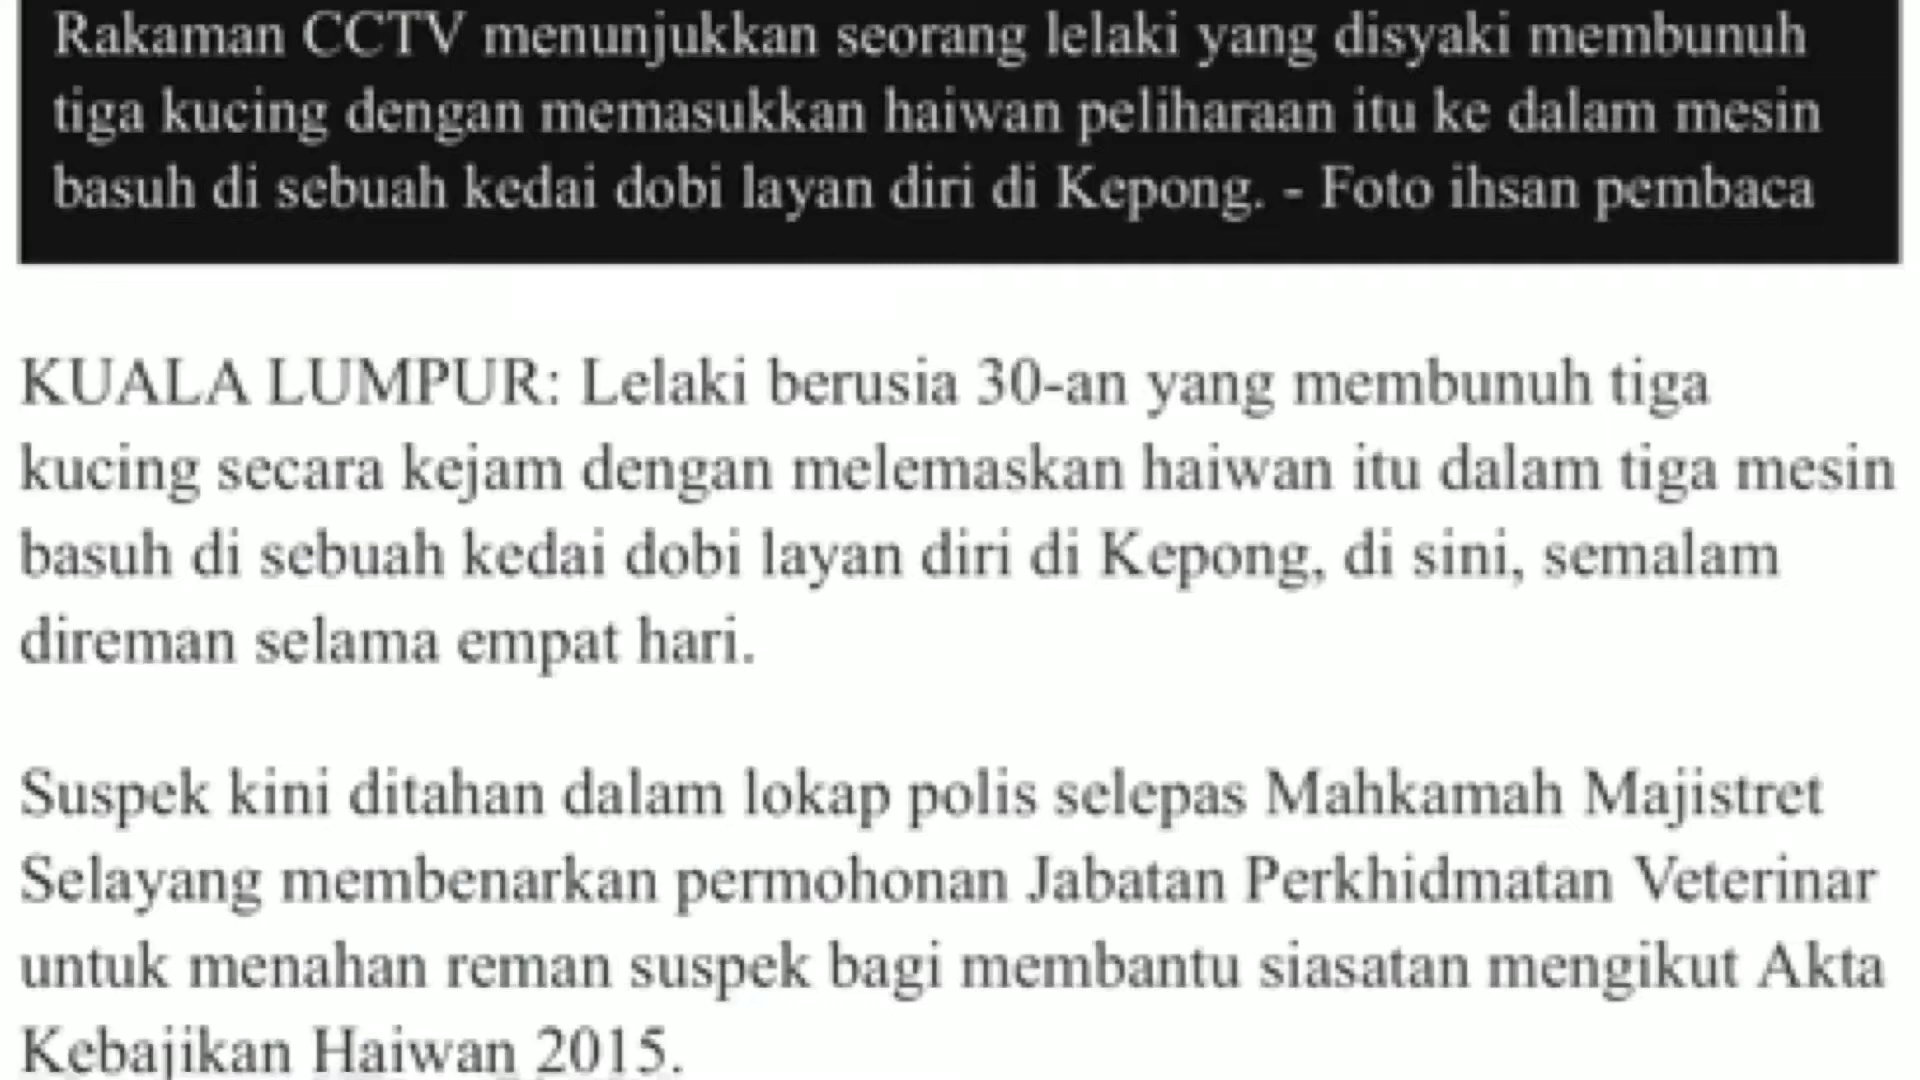 Rakaman CCTV menunjukkan seorang lelaki yang disyaki membunuh
tiga kucing dengan memasukkan haiwan peliharaan itu ke dalam mesin
basuh di sebuah kedai dobi layan diri di Kepong. - Foto ihsan pembaca
KUALA LUMPUR: Lelaki berusia 30-an yang membunuh tiga
kucing secara kejam dengan melemaskan haiwan itu dalam tiga mesin
basuh di sebuah kedai dobi layan diri di Kepong, di sini, semalam
direman selama empat hari.
Suspek kini ditahan dalam lokap polis selepas Mahkamah Majistret
Selayang membenarkan permohonan Jabatan Perkhidmatan Veterinar
untuk menahan reman suspek bagi membantu siasatan mengikut Akta
Kebajikan Haiwan 2015.